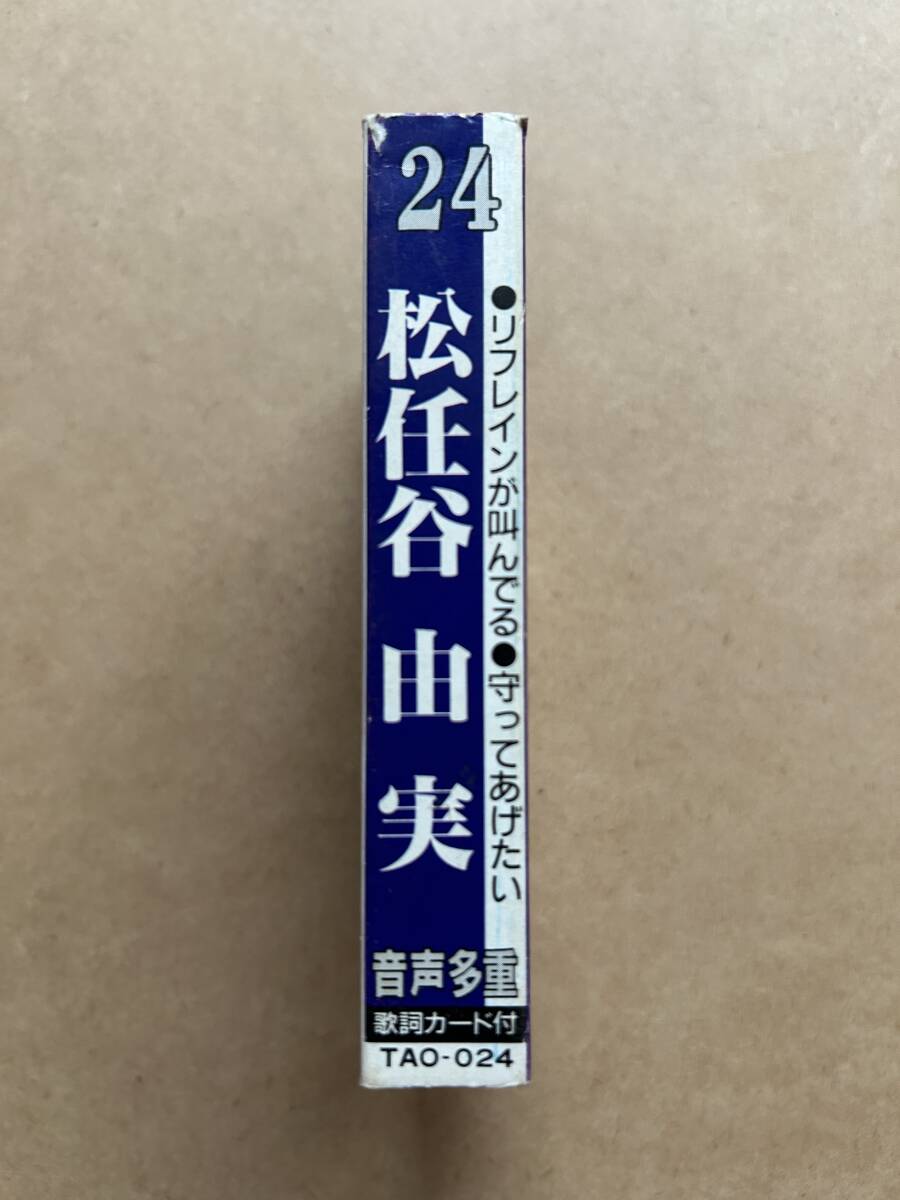 24
松任谷 由 実
●リフレインが叫んでる●守ってあげたい
音声多重
歌詞カード付
TAO-024